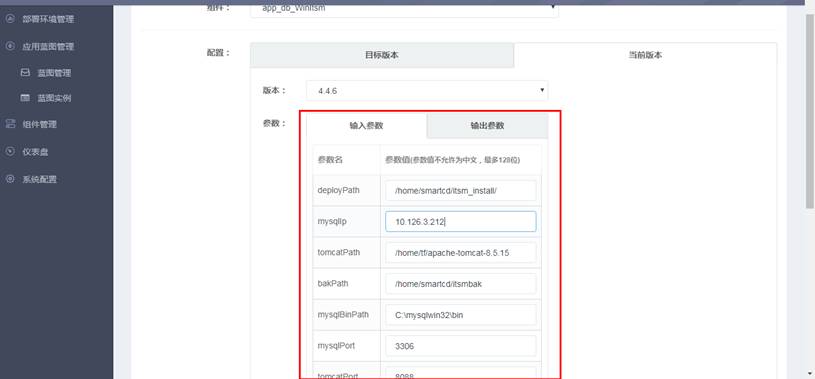 部署环境管理
应用蓝图管理
蓝图管理
蓝图实例
组件管理
仪表盘
系统配置
组件： app_db_WinItsm
配置： 目标版本 当前版本
版本： 4.4.6
参数： 输入参数 输出参数
参数名 参数值(参数值不允许为中文，最多128位)
deployPath /home/smartcd/itsm_install/
mysqlIp 10.126.3.212
tomcatPath /home/tf/apache-tomcat-8.5.15
bakPath /home/smartcd/itsmbak
mysqlBinPath C:\mysqlwin32\bin
mysqlPort 3306
tomcatPort 8088